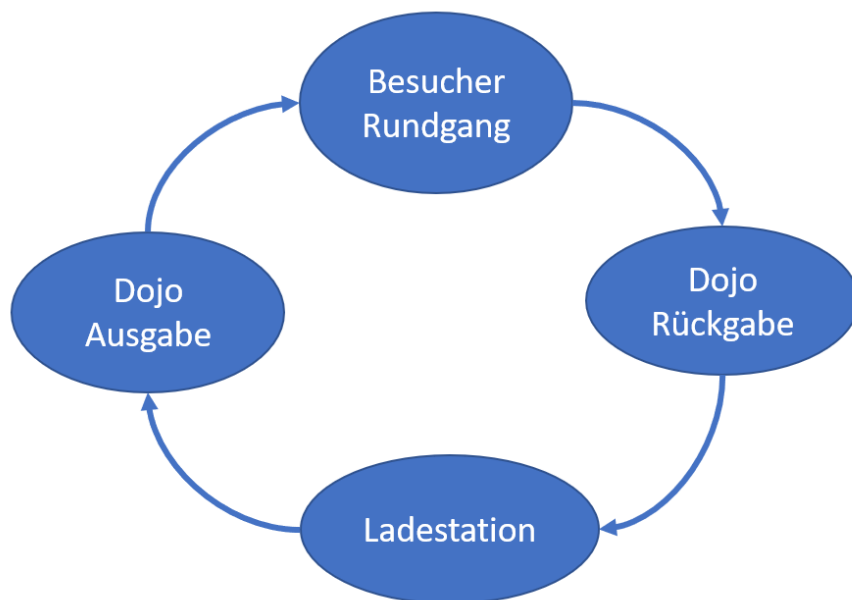 Besucher
Rundgang
Dojo
Ausgabe
Dojo
Rückgabe
Ladestation